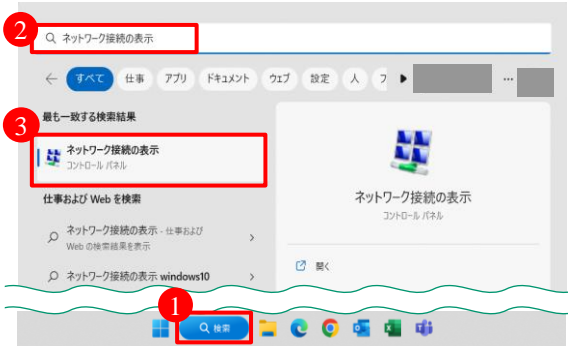 2
ネットワーク接続の表示
すべて 仕事 アプリ ドキュメント ウェブ 設定 人 フ ...
最も一致する検索結果
3
ネットワーク接続の表示
コントロール パネル
仕事および Web を検索
ネットワーク接続の表示 - 仕事および
Web の検索結果を表示
ネットワーク接続の表示 windows10
ネットワーク接続の表示
コントロール パネル
開く
1
検索